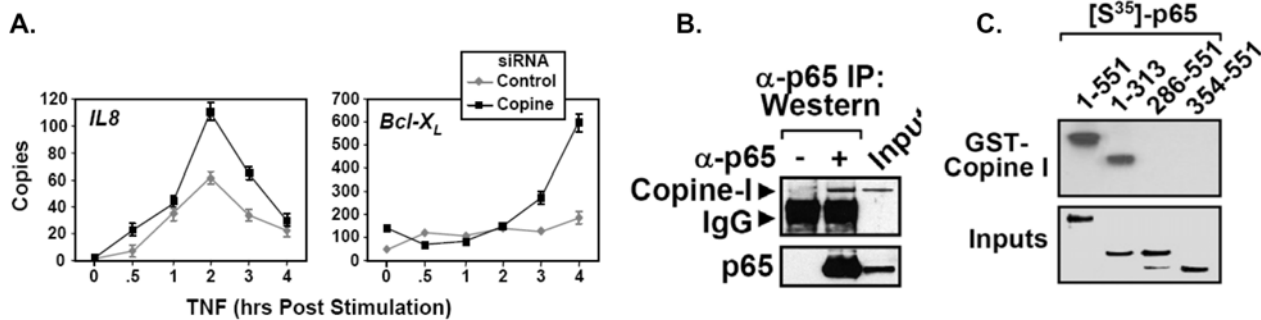 A.
siRNA
Control
Copine
IL8
120
100
80
60
40
20
0
Copies
0 .5 1 2 3 4
Bcl-XL
700
600
500
400
300
200
100
0
0 .5 1 2 3 4
TNF (hrs Post Stimulation)
B.
α-p65 IP:
Western
α-p65 - + Input
Copine-I
IgG
p65
C.
[S35]-p65
1-551 1-313 286-551 354-551
GST-
Copine I
Inputs